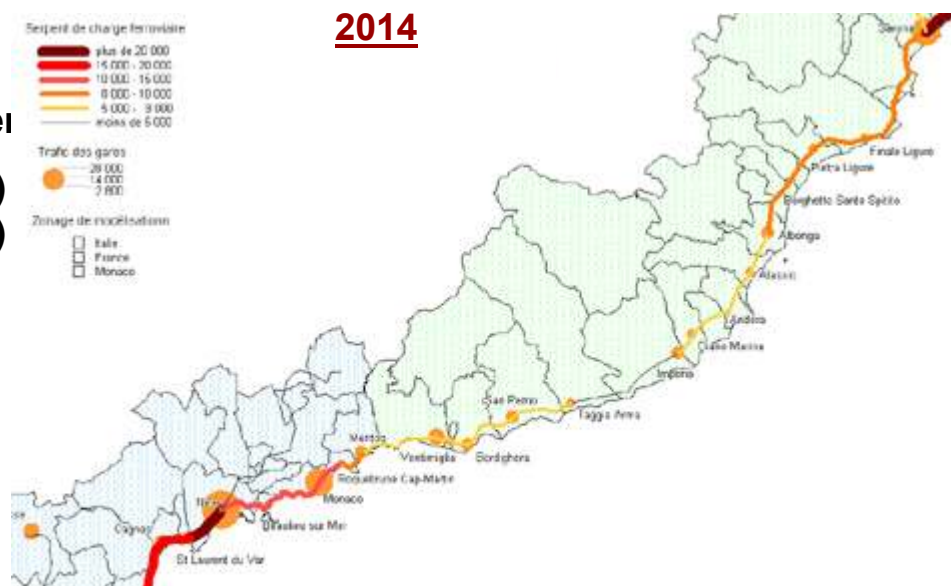 2014
Serpent de charge ferroviaire
plus de 20 000
15 000 - 20 000
10 000 - 15 000
8 000 - 10 000
5 000 - 8 000
moins de 5 000
er
Trafic des gares
28 000
14 000
2 800
)
)
Zonage de modélisation
Italie
France
Monaco
Savona
Finale Ligure
Pietra Ligure
Borghetto Santo Spirito
Albenga
Alassio
Andora
Diano Marina
Imperia
San Remo
Taggia Arma
Menton
Ventimiglia
Bordighera
Roquebrune Cap-Martin
Monaco
Nice
Beaulieu sur Mer
Cagnes
St Laurent du Var